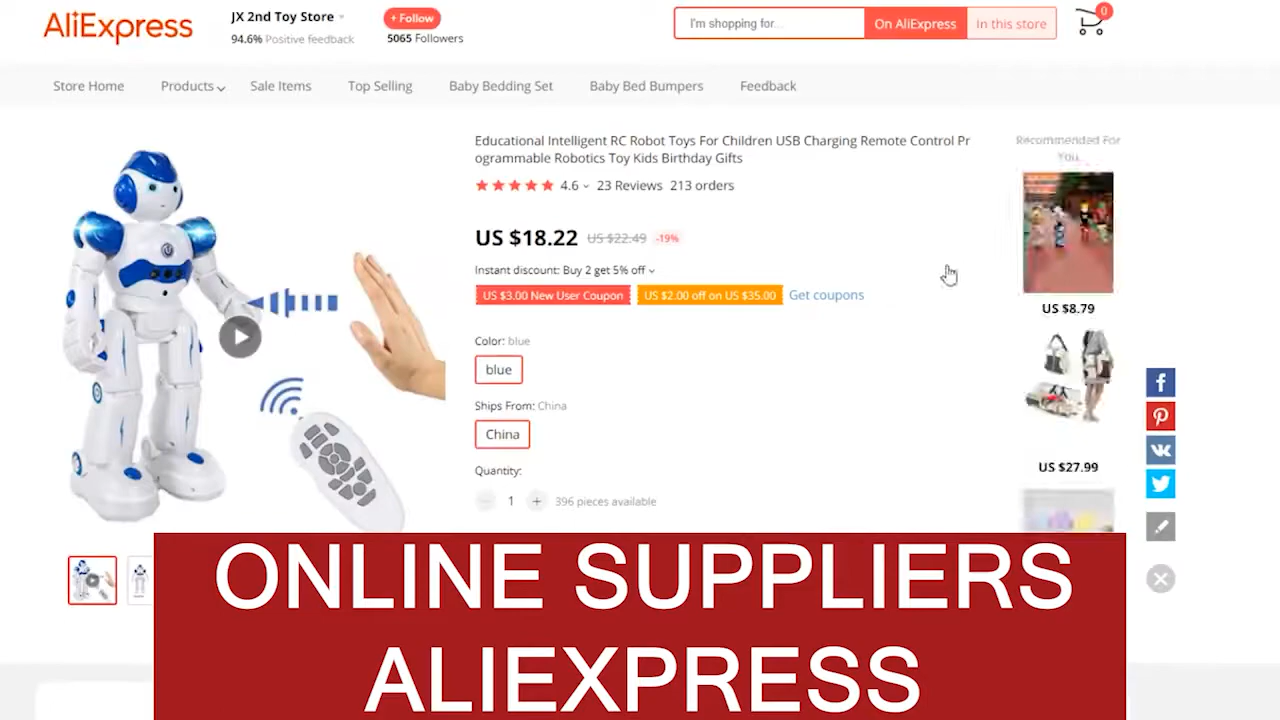 AliExpress
JX 2nd Toy Store
94.6% Positive feedback
+ Follow
5065 Followers
I'm shopping for...
On AliExpress
In this store
0
Store Home
Products
Sale Items
Top Selling
Baby Bedding Set
Baby Bed Bumpers
Feedback
Educational Intelligent RC Robot Toys For Children USB Charging Remote Control Pr
ogrammable Robotics Toy Kids Birthday Gifts
4.6
23 Reviews
213 orders
US $18.22
US $22.49
-19%
Instant discount: Buy 2 get 5% off
US $3.00 New User Coupon
US $2.00 off on US $35.00
Get coupons
Color: blue
blue
Ships From: China
China
Quantity:
1
396 pieces available
Recommended For
You
US $8.79
US $27.99
ONLINE SUPPLIERS
ALIEXPRESS